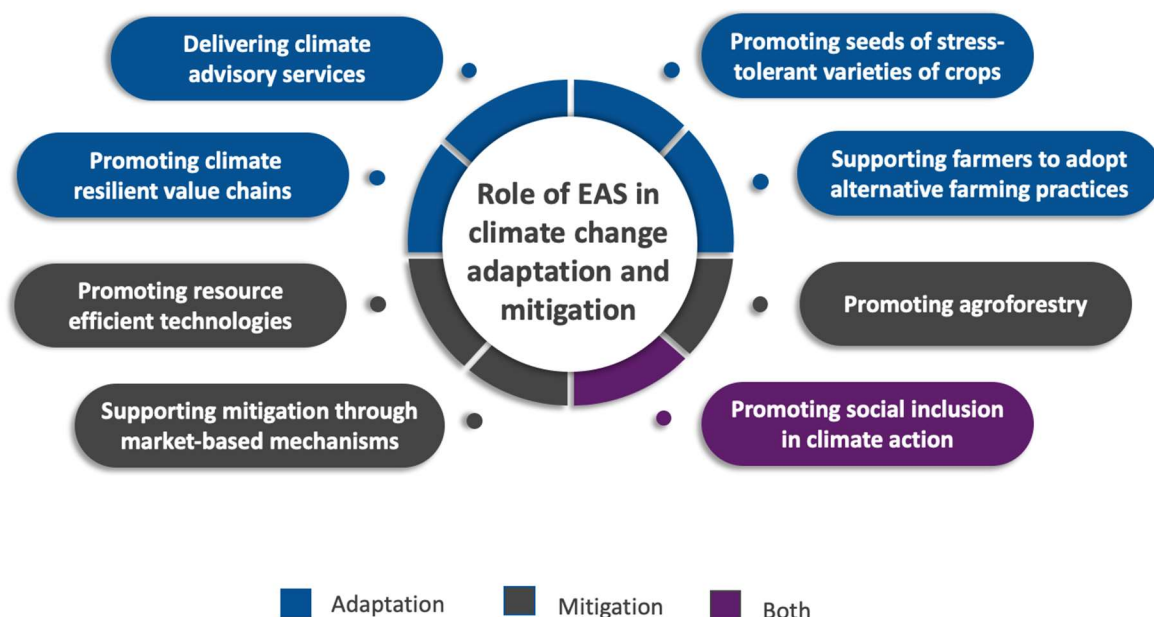 Delivering climate
advisory services
Promoting seeds of stress-
tolerant varieties of crops
Promoting climate
resilient value chains
Supporting farmers to adopt
alternative farming practices
Role of EAS in
climate change
adaptation and
mitigation
Promoting resource
efficient technologies
Promoting agroforestry
Supporting mitigation through
market-based mechanisms
Promoting social inclusion
in climate action
Adaptation
Mitigation
Both